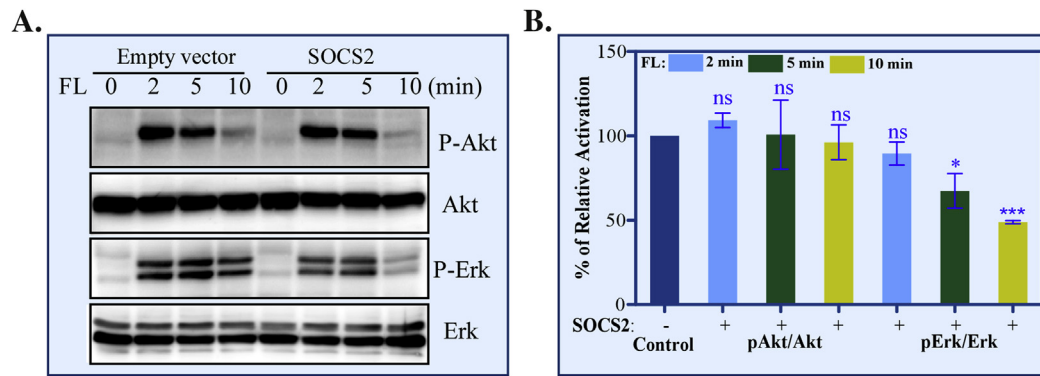 A.
Empty vector SOCS2
FL 0 2 5 10 0 2 5 10 (min)
P-Akt
Akt
P-Erk
Erk
B.
% of Relative Activation
150
100
50
0
FL: 2 min 5 min 10 min
ns ns ns ns * ***
SOCS2: - + + + + + +
Control pAkt/Akt pErk/Erk